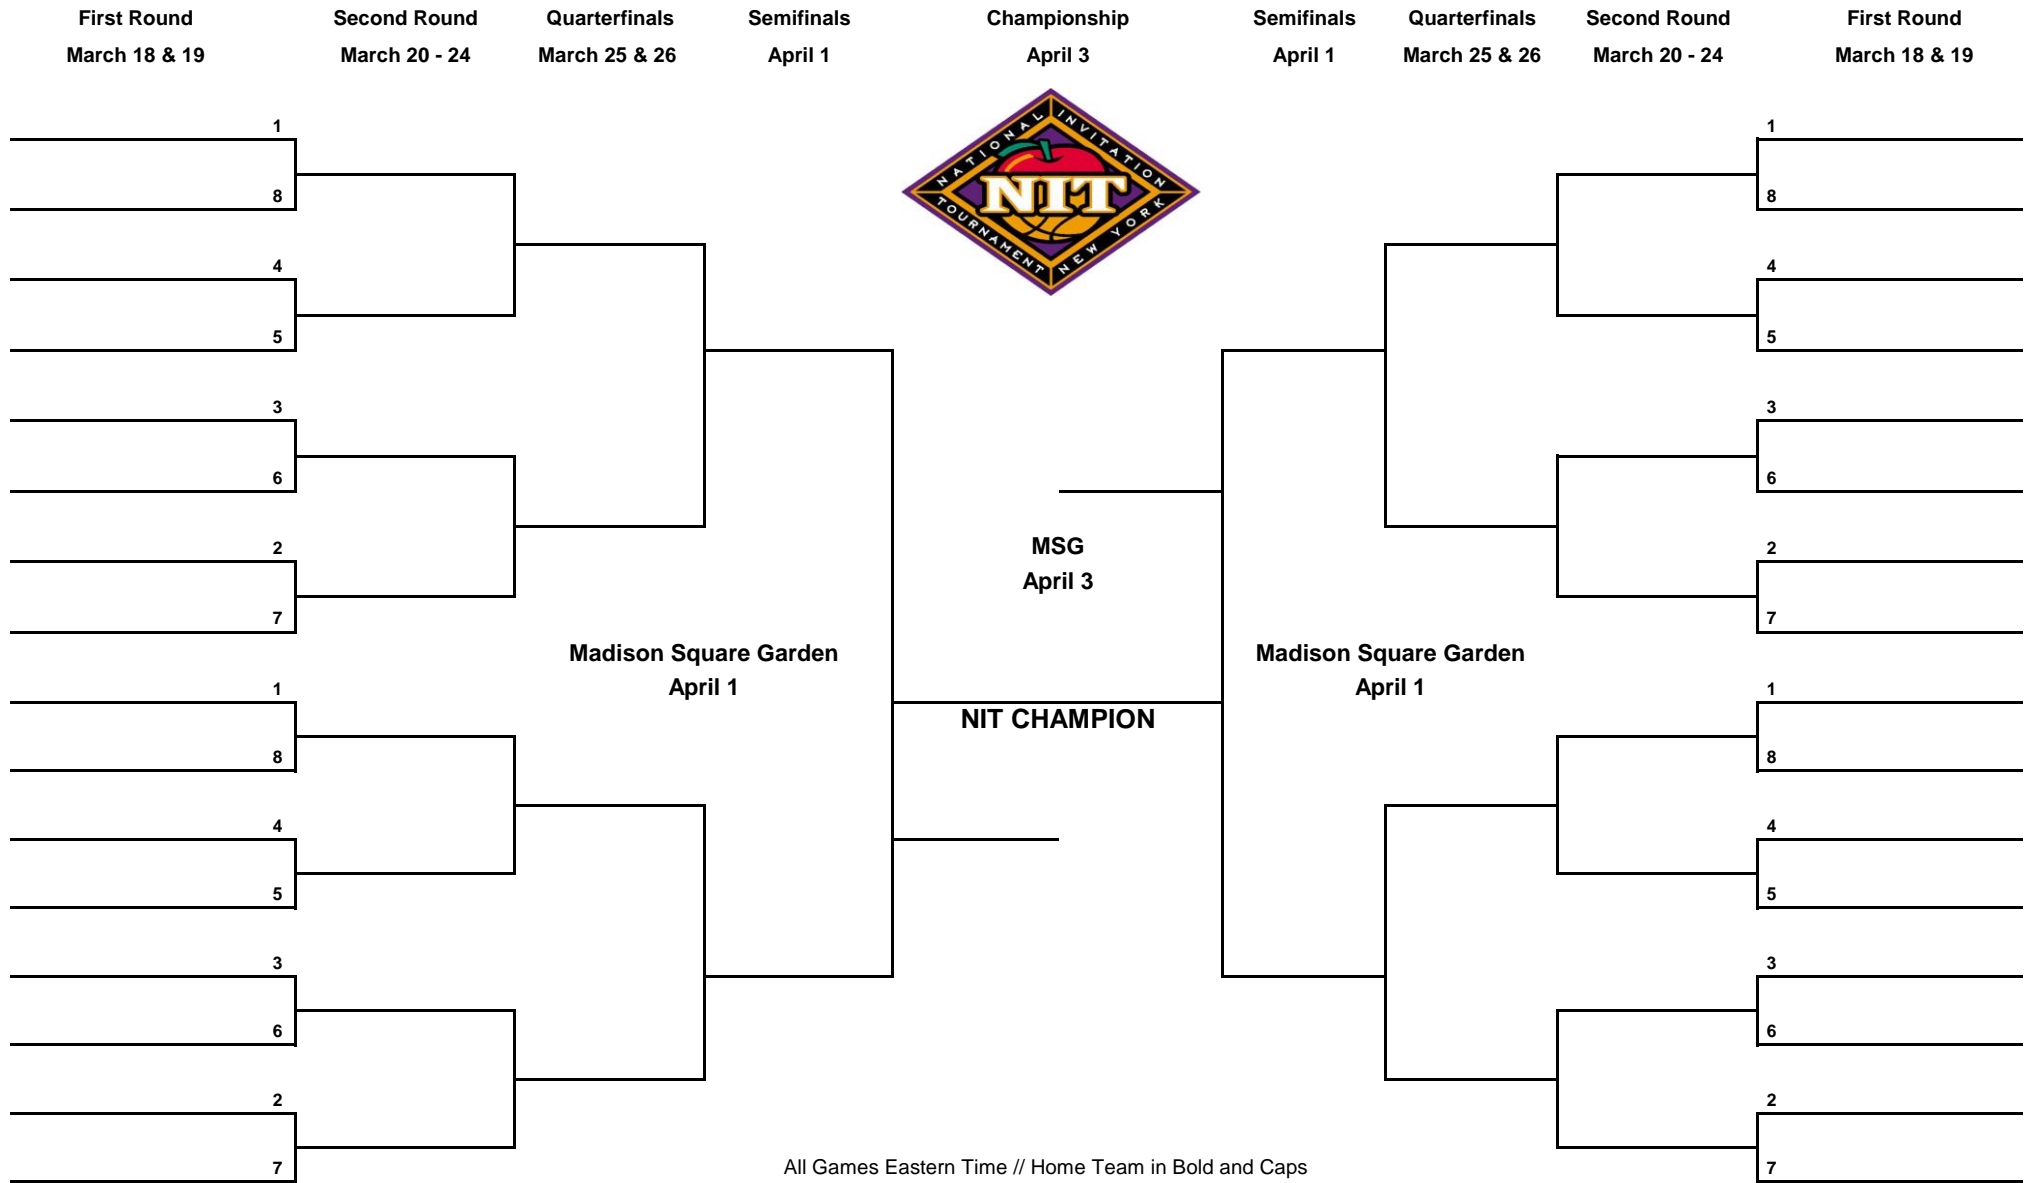 First Round Second Round Quarterfinals Semifinals Championship Semifinals Quarterfinals Second Round First Round
March 18 & 19 March 20 - 24 March 25 & 26 April 1 April 3 April 1 March 25 & 26 March 20 - 24 March 18 & 19
NATIONAL INVITATION
NIT
TOURNAMENT NEW YORK
1 1
8 8
4 4
5 5
3 3
6 6
2 2
MSG
April 3
7 7
Madison Square Garden Madison Square Garden
April 1 April 1
1 1
NIT CHAMPION
8 8
4 4
5 5
3 3
6 6
2 2
7 7
All Games Eastern Time // Home Team in Bold and Caps